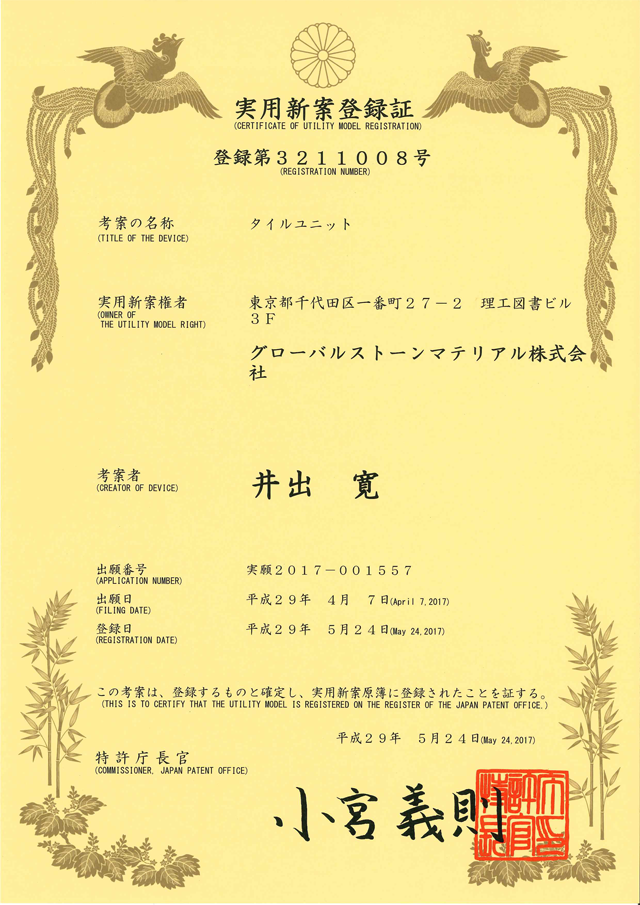 実用新案登録証
(CERTIFICATE OF UTILITY MODEL REGISTRATION)
登録第3211008号
(REGISTRATION NUMBER)
考案の名称 タイルユニット
(TITLE OF THE DEVICE)
実用新案権者 東京都千代田区一番町27-2 理工図書ビル
(OWNER OF
THE UTILITY MODEL RIGHT)
3F
グローバルストーンマテリアル株式会
社
考案者 井出 寛
(CREATOR OF DEVICE)
出願番号 実願2017-001557
(APPLICATION NUMBER)
出願日 平成29年 4月 7日(April 7,2017)
(FILING DATE)
登録日 平成29年 5月24日(May 24,2017)
(REGISTRATION DATE)
この考案は、登録するものと確定し、実用新案原簿に登録されたことを証する。
(THIS IS TO CERTIFY THAT THE UTILITY MODEL IS REGISTERED ON THE REGISTER OF THE JAPAN PATENT OFFICE.)
平成29年 5月24日(May 24,2017)
特許庁長官
(COMMISSIONER, JAPAN PATENT OFFICE)
小宮義則